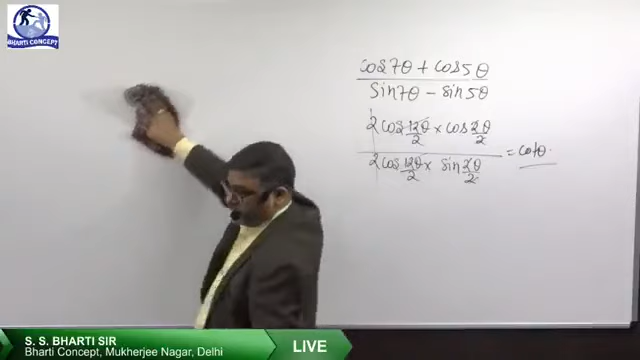 BHARTI CONCEPT
cos7θ + cos5θ
sin7θ − sin5θ
2cos 12θ/2 × cos 2θ/2
2cos 12θ/2 × sin 2θ/2 = cotθ
S. S. BHARTI SIR
Bharti Concept, Mukherjee Nagar, Delhi
LIVE